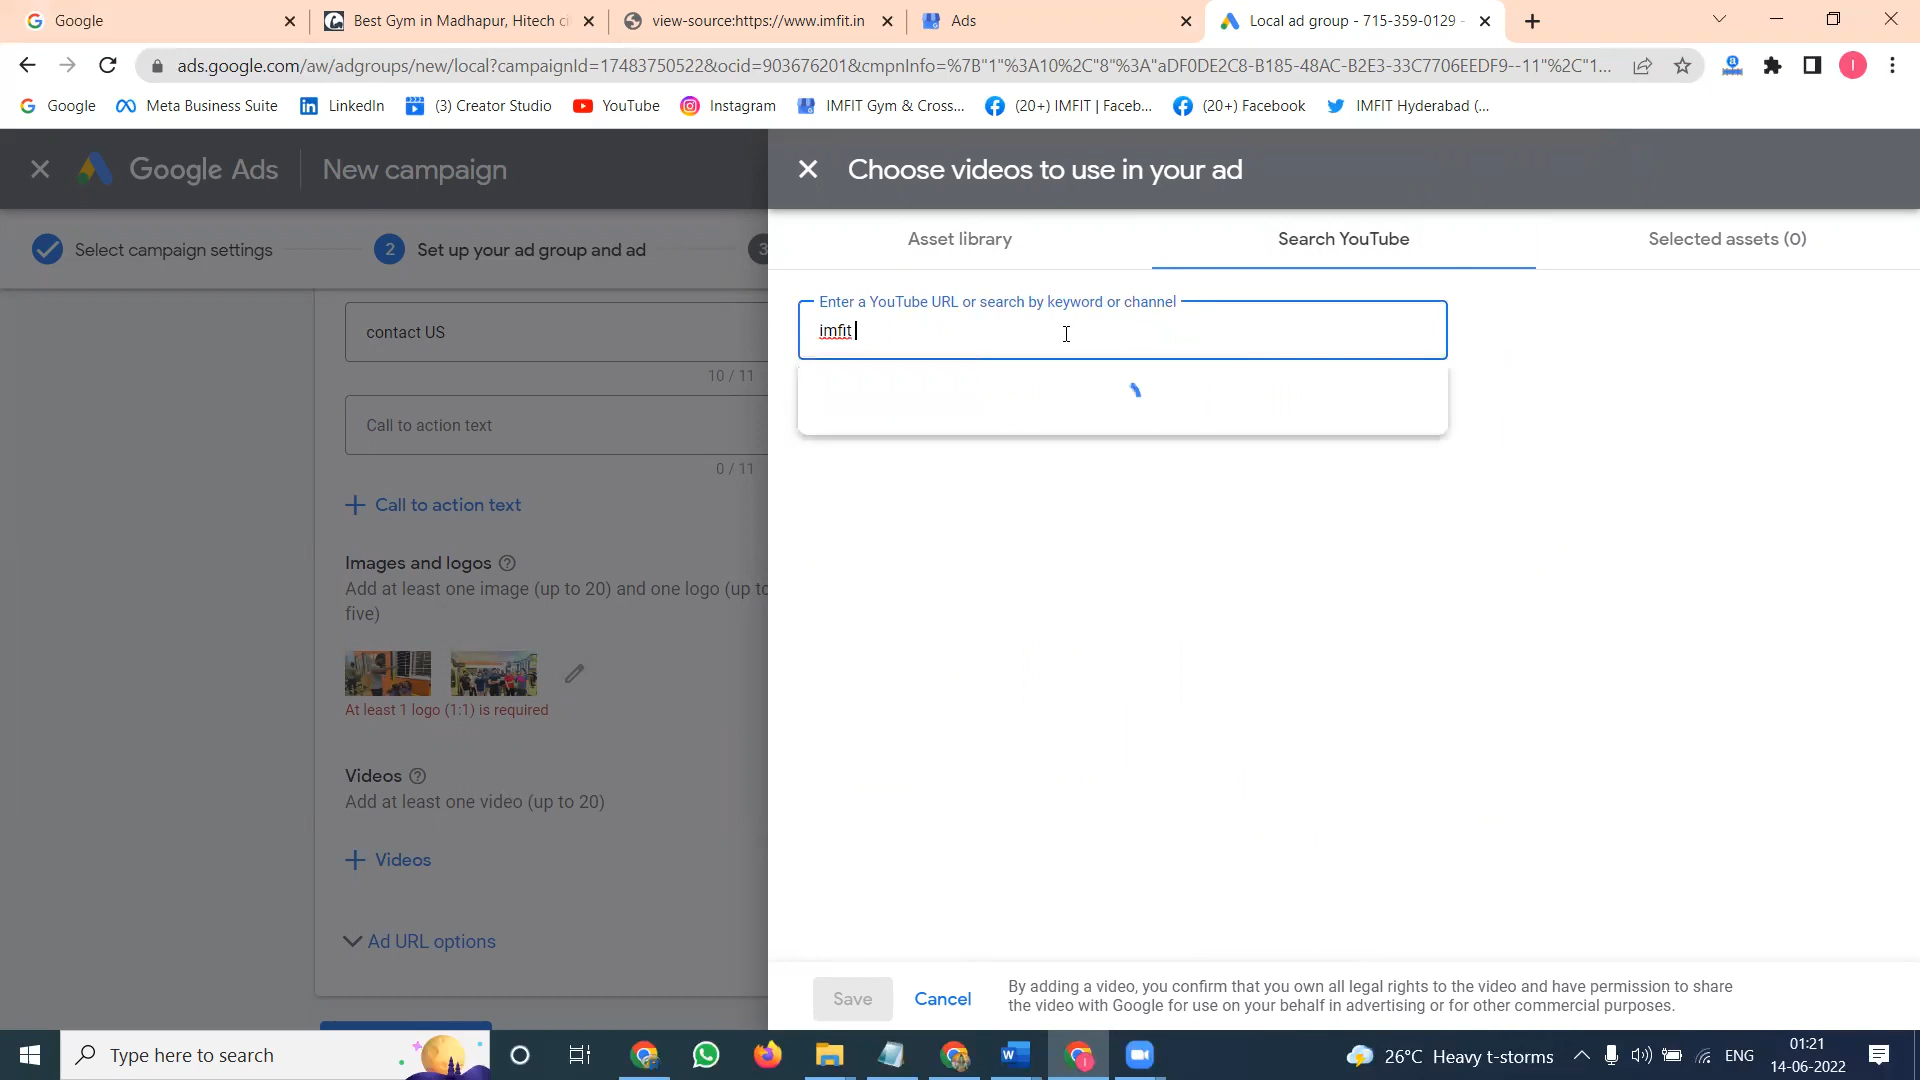 Google
Best Gym in Madhapur, Hitech ci
view-source:https://www.imfit.in
Ads
Local ad group - 715-359-0129 -
ads.google.com/aw/adgroups/new/local?campaignId=17483750522&ocid=903676201&cmpnInfo=%7B"1"%3A10%2C"8"%3A"aDF0DE2C8-B185-48AC-B2E3-33C7706EEDF9--11"%2C"1...
Google
Meta Business Suite
LinkedIn
(3) Creator Studio
YouTube
Instagram
IMFIT Gym & Cross...
(20+) IMFIT | Faceb...
(20+) Facebook
IMFIT Hyderabad (...
Google Ads
New campaign
Choose videos to use in your ad
Select campaign settings
2
Set up your ad group and ad
3
Asset library
Search YouTube
Selected assets (0)
Enter a YouTube URL or search by keyword or channel
imfit
contact US
10 / 11
Call to action text
0 / 11
Call to action text
Images and logos
Add at least one image (up to 20) and one logo (up to
five)
At least 1 logo (1:1) is required
Videos
Add at least one video (up to 20)
Videos
Ad URL options
Save
Cancel
By adding a video, you confirm that you own all legal rights to the video and have permission to share
the video with Google for use on your behalf in advertising or for other commercial purposes.
Type here to search
26°C Heavy t-storms
ENG
01:21
14-06-2022